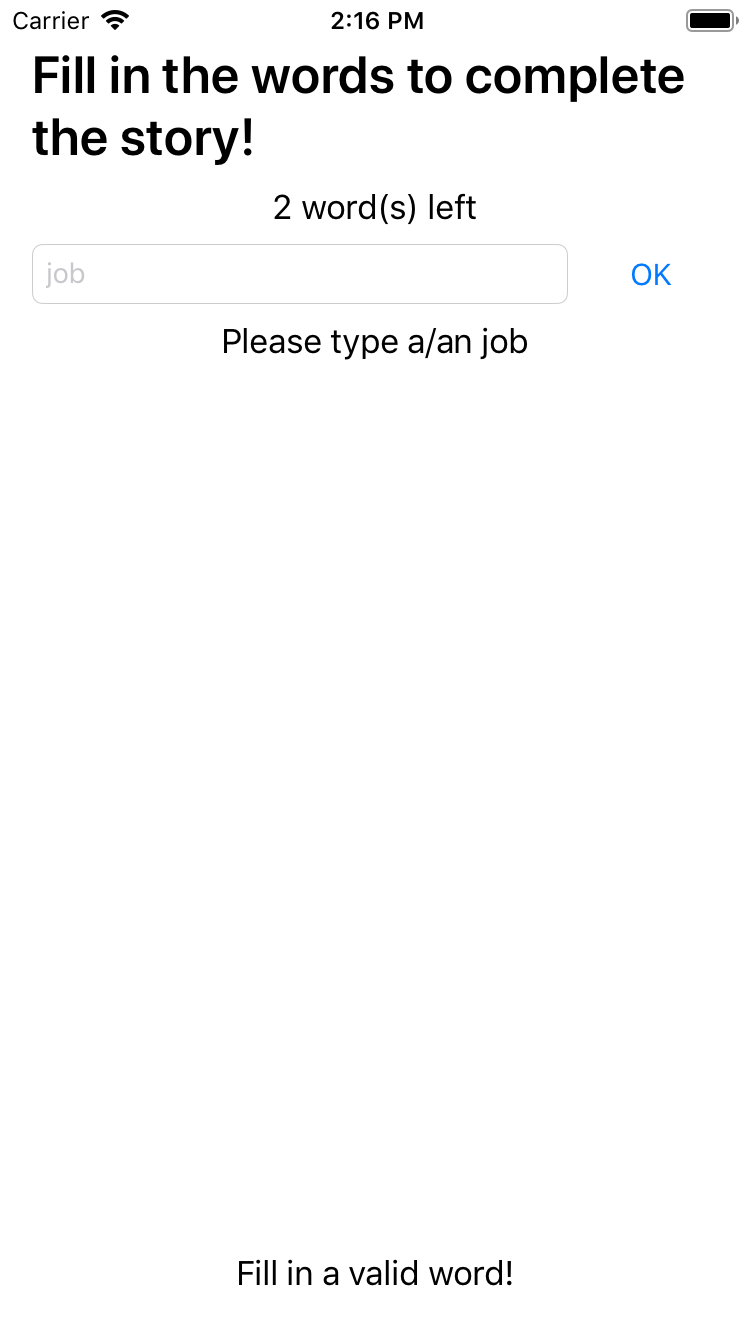 Carrier 2:16 PM
Fill in the words to complete
the story!
2 word(s) left
job OK
Please type a/an job
Fill in a valid word!